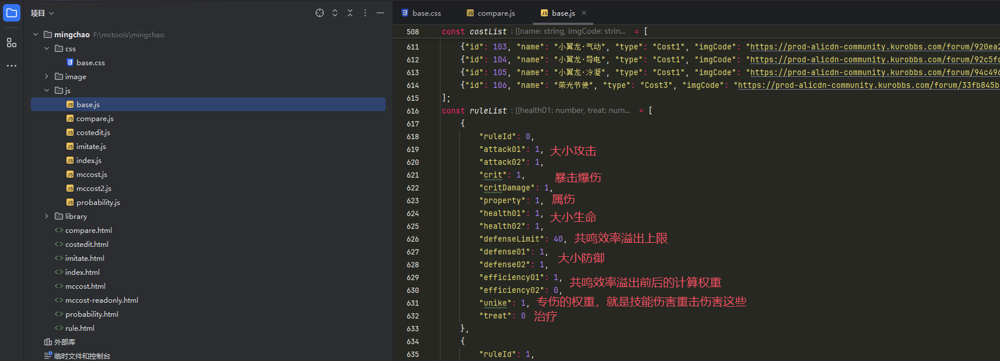 项目
mingchao F:\mctools\mingchao
css
base.css
image
js
base.js
compare.js
costedit.js
imitate.js
index.js
mccost.js
mccost2.js
probability.js
library
compare.html
costedit.html
imitate.html
index.html
mccost.html
mccost-readonly.html
probability.html
rule.html
外部库
临时文件和控制台
base.css compare.js base.js
508 const costList : [{name: string, imgCode: strin... = [
611 {"id": 103, "name": "小翼龙·气动", "type": "Cost1", "imgCode": "https://prod-alicdn-community.kurobbs.com/forum/920ea2
612 {"id": 104, "name": "小翼龙·导电", "type": "Cost1", "imgCode": "https://prod-alicdn-community.kurobbs.com/forum/92c5fc
613 {"id": 105, "name": "小翼龙·冷凝", "type": "Cost1", "imgCode": "https://prod-alicdn-community.kurobbs.com/forum/94c496
614 {"id": 106, "name": "荣光节使", "type": "Cost3", "imgCode": "https://prod-alicdn-community.kurobbs.com/forum/33fb845b
615 ];
616 const ruleList : [{health01: number, treat: num... = [
617 {
618 "ruleId": 0,
619 "attack01": 1, 大小攻击
620 "attack02": 1,
621 "crit": 1, 暴击爆伤
622 "critDamage": 1,
623 "property": 1, 属伤
624 "health01": 1, 大小生命
625 "health02": 1,
626 "defenseLimit": 40, 共鸣效率溢出上限
627 "defense01": 1, 大小防御
628 "defense02": 1,
629 "efficiency01": 1, 共鸣效率溢出前后的计算权重
630 "efficiency02": 0,
631 "unike": 1, 专伤的权重，就是技能伤害重击伤害这些
632 "treat": 0 治疗
633 },
634 {
635 "ruleId": 1,